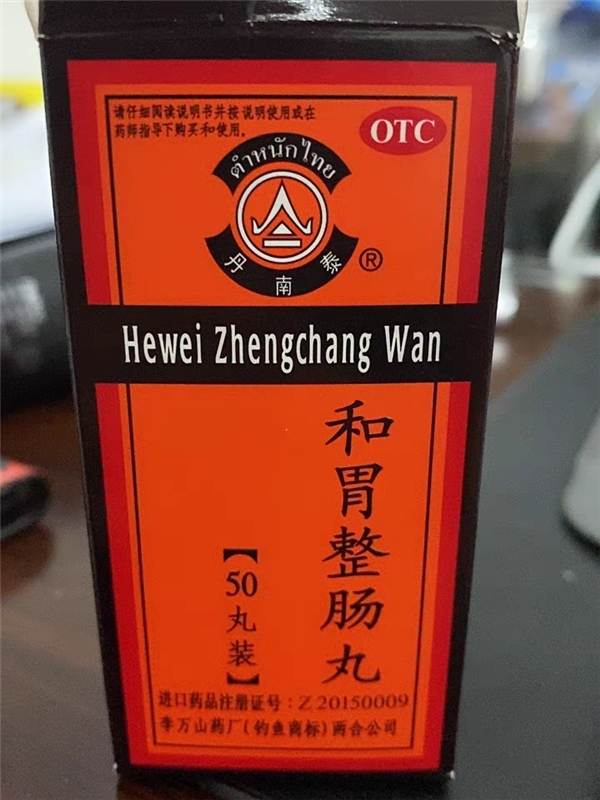 请仔细阅读说明书并按说明使用或在
药师指导下购买和使用。
OTC
ตำหนักไทย
丹南泰
®
Hewei Zhengchang Wan
和胃整肠丸
【50丸装】
进口药品注册证号：Z20150009
李万山药厂(钓鱼商标)两合公司